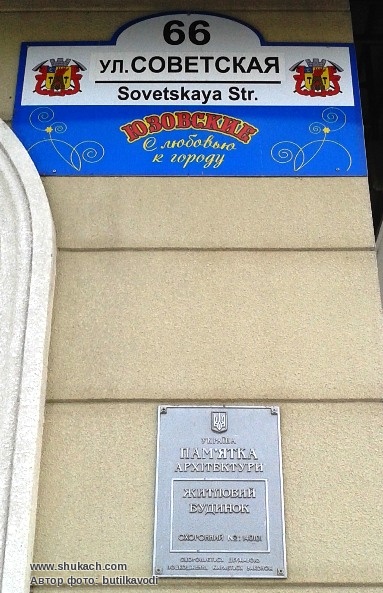 66
УЛ.СОВЕТСКАЯ
Sovetskaya Str.
ЮЗОВСКИЕ
С любовью
к городу
УКРАЇНА
ПАМ'ЯТКА
АРХІТЕКТУРИ
ЖИТЛОВИЙ
БУДИНОК
ОХОРОННИЙ
www.shukach.com
Автор фото: butilkavodi